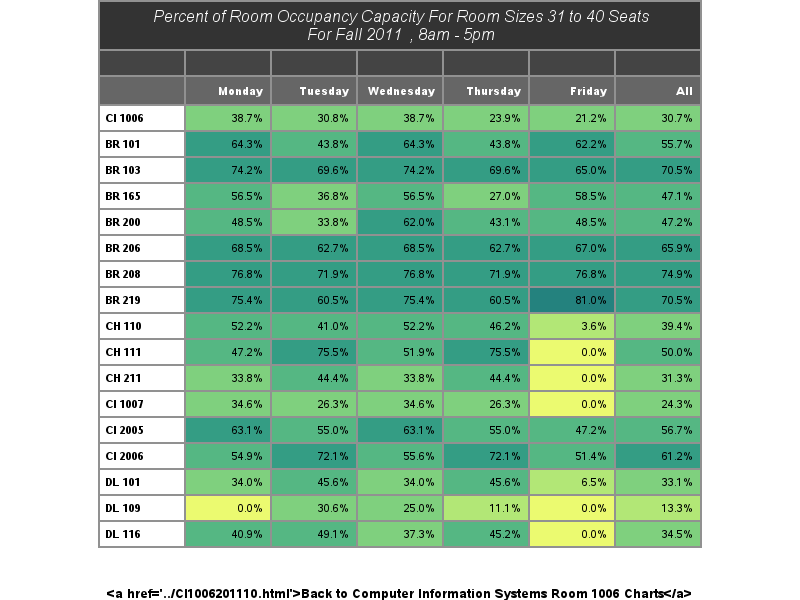 Percent of Room Occupancy Capacity For Room Sizes 31 to 40 Seats
For Fall 2011 , 8am - 5pm
Monday Tuesday Wednesday Thursday Friday All
CI 1006 38.7% 30.8% 38.7% 23.9% 21.2% 30.7%
BR 101 64.3% 43.8% 64.3% 43.8% 62.2% 55.7%
BR 103 74.2% 69.6% 74.2% 69.6% 65.0% 70.5%
BR 165 56.5% 36.8% 56.5% 27.0% 58.5% 47.1%
BR 200 48.5% 33.8% 62.0% 43.1% 48.5% 47.2%
BR 206 68.5% 62.7% 68.5% 62.7% 67.0% 65.9%
BR 208 76.8% 71.9% 76.8% 71.9% 76.8% 74.9%
BR 219 75.4% 60.5% 75.4% 60.5% 81.0% 70.5%
CH 110 52.2% 41.0% 52.2% 46.2% 3.6% 39.4%
CH 111 47.2% 75.5% 51.9% 75.5% 0.0% 50.0%
CH 211 33.8% 44.4% 33.8% 44.4% 0.0% 31.3%
CI 1007 34.6% 26.3% 34.6% 26.3% 0.0% 24.3%
CI 2005 63.1% 55.0% 63.1% 55.0% 47.2% 56.7%
CI 2006 54.9% 72.1% 55.6% 72.1% 51.4% 61.2%
DL 101 34.0% 45.6% 34.0% 45.6% 6.5% 33.1%
DL 109 0.0% 30.6% 25.0% 11.1% 0.0% 13.3%
DL 116 40.9% 49.1% 37.3% 45.2% 0.0% 34.5%
<a href='../CI1006201110.html'>Back to Computer Information Systems Room 1006 Charts</a>